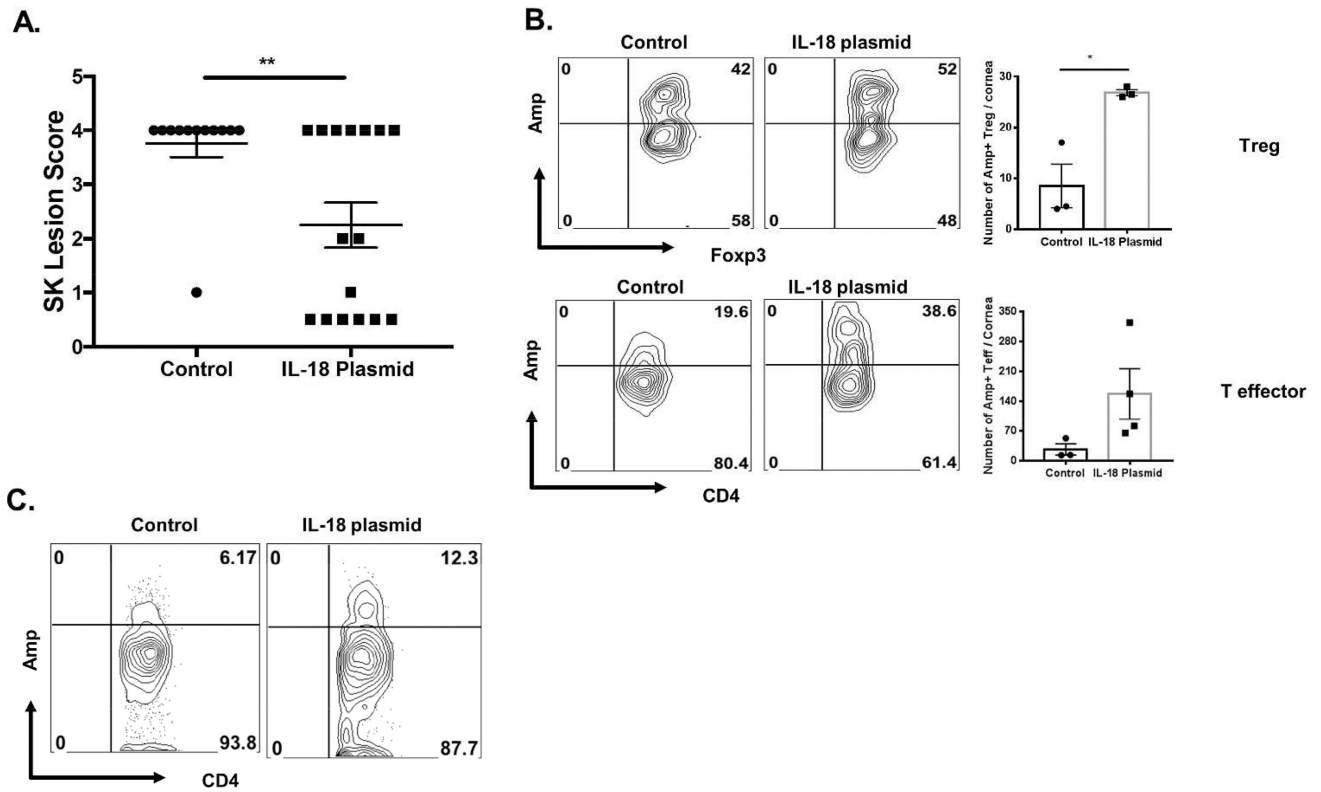 A.
**
SK Lesion Score
5
4
3
2
1
0
Control
IL-18 Plasmid
B.
Control
IL-18 plasmid
0
42
0
52
Amp
0
58
0
48
Foxp3
*
Number of Amp+ Treg / cornea
30
20
10
0
Control
IL-18 Plasmid
Treg
Control
IL-18 plasmid
0
19.6
0
38.6
Amp
0
80.4
0
61.4
CD4
Number of Amp+ Teff / Cornea
350
280
210
140
70
0
Control
IL-18 Plasmid
T effector
C.
Control
IL-18 plasmid
0
6.17
0
12.3
Amp
0
93.8
0
87.7
CD4